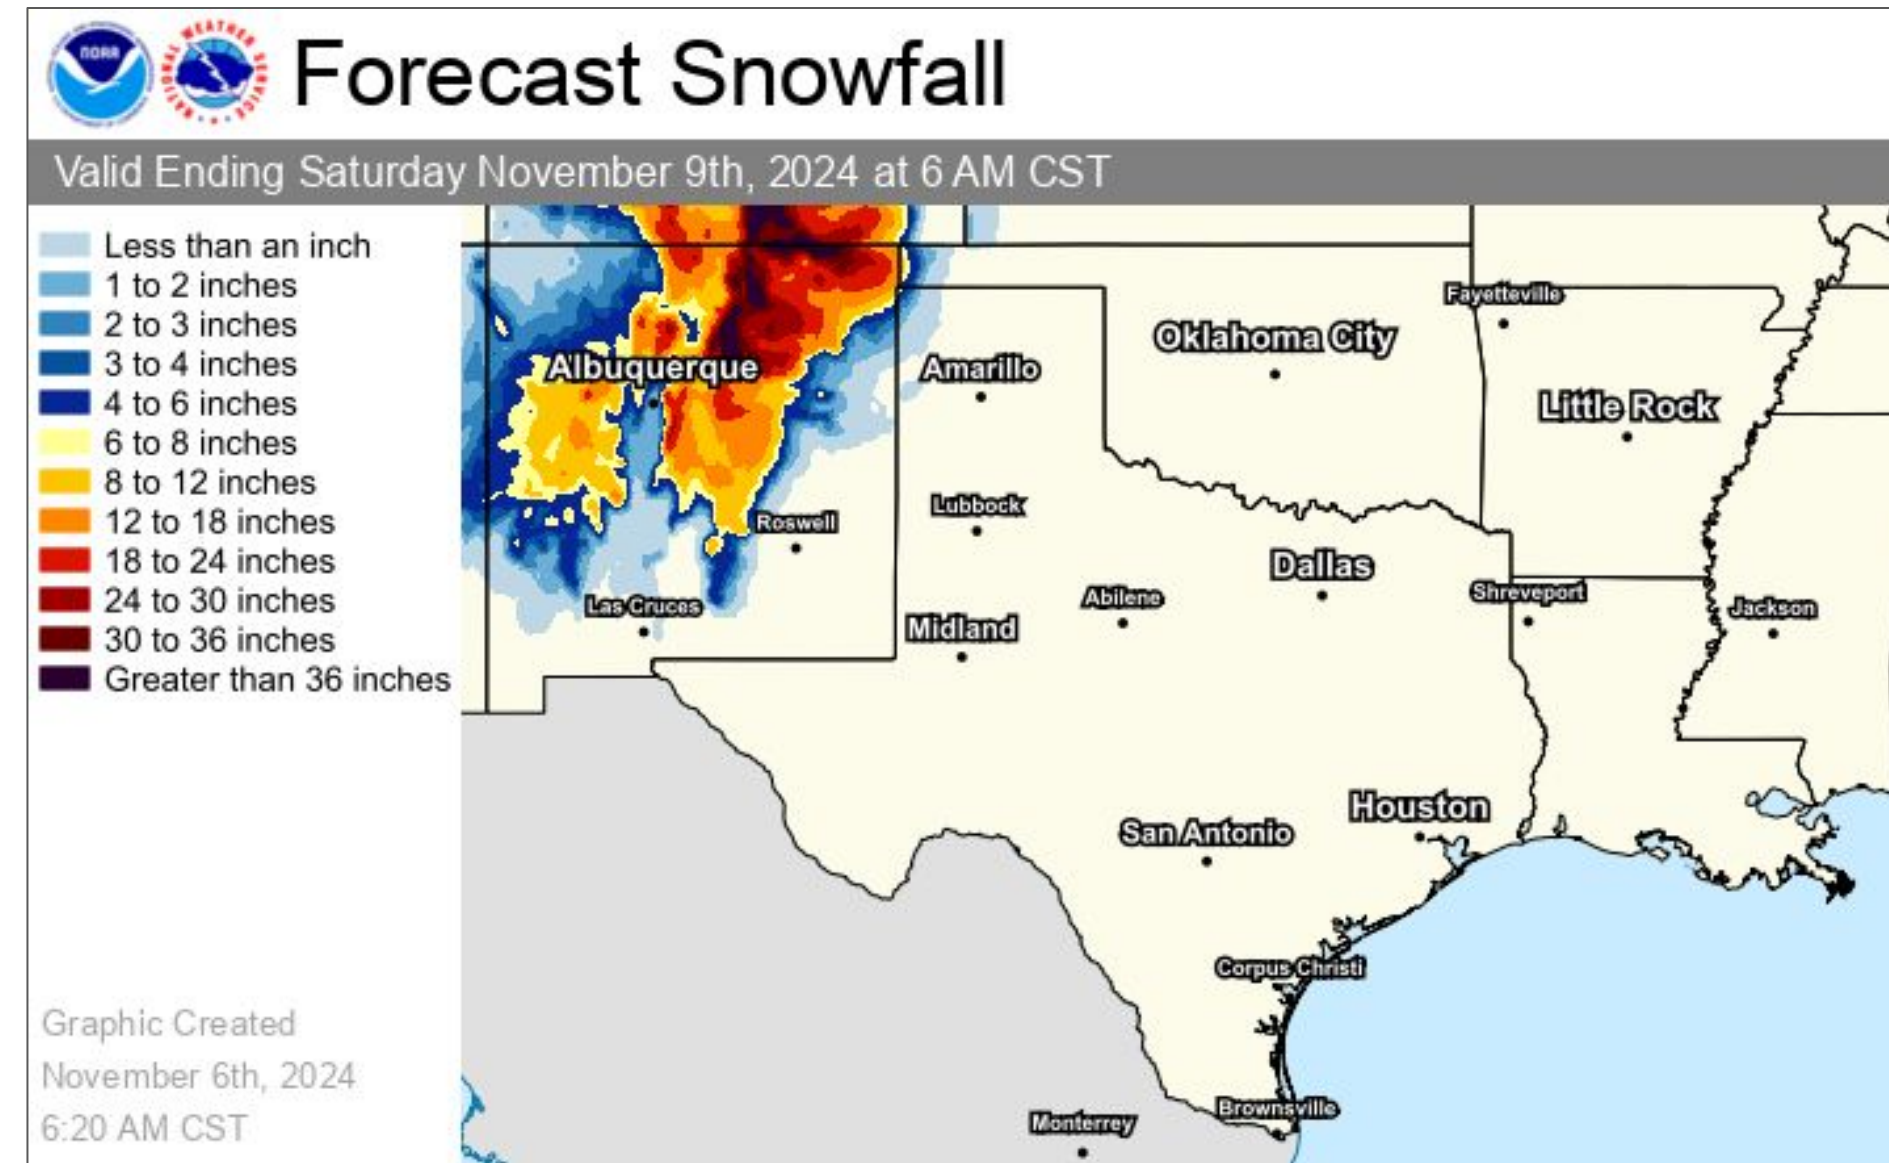 NOAA
NATIONAL WEATHER SERVICE
Forecast Snowfall
Valid Ending Saturday November 9th, 2024 at 6 AM CST
Less than an inch
1 to 2 inches
2 to 3 inches
3 to 4 inches
4 to 6 inches
6 to 8 inches
8 to 12 inches
12 to 18 inches
18 to 24 inches
24 to 30 inches
30 to 36 inches
Greater than 36 inches
Fayetteville
Oklahoma City
Albuquerque
Amarillo
Little Rock
Lubbock
Roswell
Dallas
Abilene
Shreveport
Las Cruces
Jackson
Midland
Houston
San Antonio
Corpus Christi
Brownsville
Monterrey
Graphic Created
November 6th, 2024
6:20 AM CST